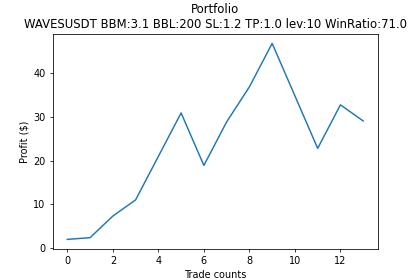 Portfolio
WAVESUSDT BBM:3.1 BBL:200 SL:1.2 TP:1.0 lev:10 WinRatio:71.0
Profit ($)
40
30
20
10
0
0 2 4 6 8 10 12
Trade counts